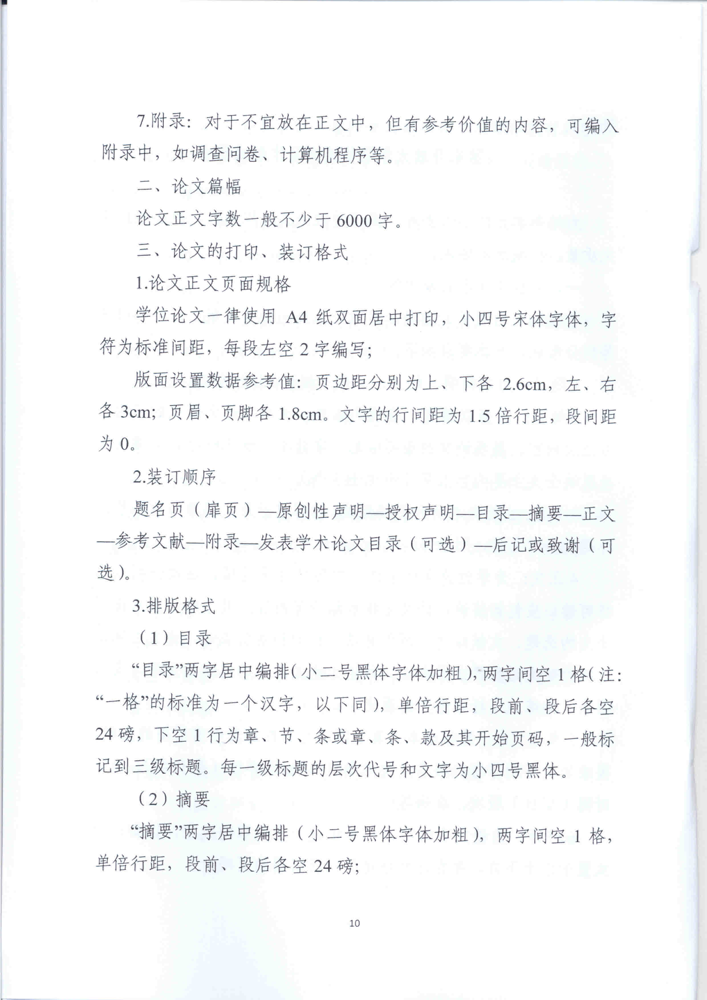 7.附录：对于不宜放在正文中，但有参考价值的内容，可编入
附录中，如调查问卷、计算机程序等。
二、论文篇幅
论文正文字数一般不少于 6000 字。
三、论文的打印、装订格式
1.论文正文页面规格
学位论文一律使用 A4 纸双面居中打印，小四号宋体字体，字
符为标准间距，每段左空 2 字编写；
版面设置数据参考值：页边距分别为上、下各 2.6cm，左、右
各 3cm；页眉、页脚各 1.8cm。文字的行间距为 1.5 倍行距，段间距
为 0。
2.装订顺序
题名页（扉页）—原创性声明—授权声明—目录—摘要—正文
—参考文献—附录—发表学术论文目录（可选）—后记或致谢（可
选）。
3.排版格式
（1）目录
“目录”两字居中编排（小二号黑体字体加粗），两字间空 1 格（注：
“一格”的标准为一个汉字，以下同），单倍行距，段前、段后各空
24 磅，下空 1 行为章、节、条或章、条、款及其开始页码，一般标
记到三级标题。每一级标题的层次代号和文字为小四号黑体。
（2）摘要
“摘要”两字居中编排（小二号黑体字体加粗），两字间空 1 格，
单倍行距，段前、段后各空 24 磅；
10